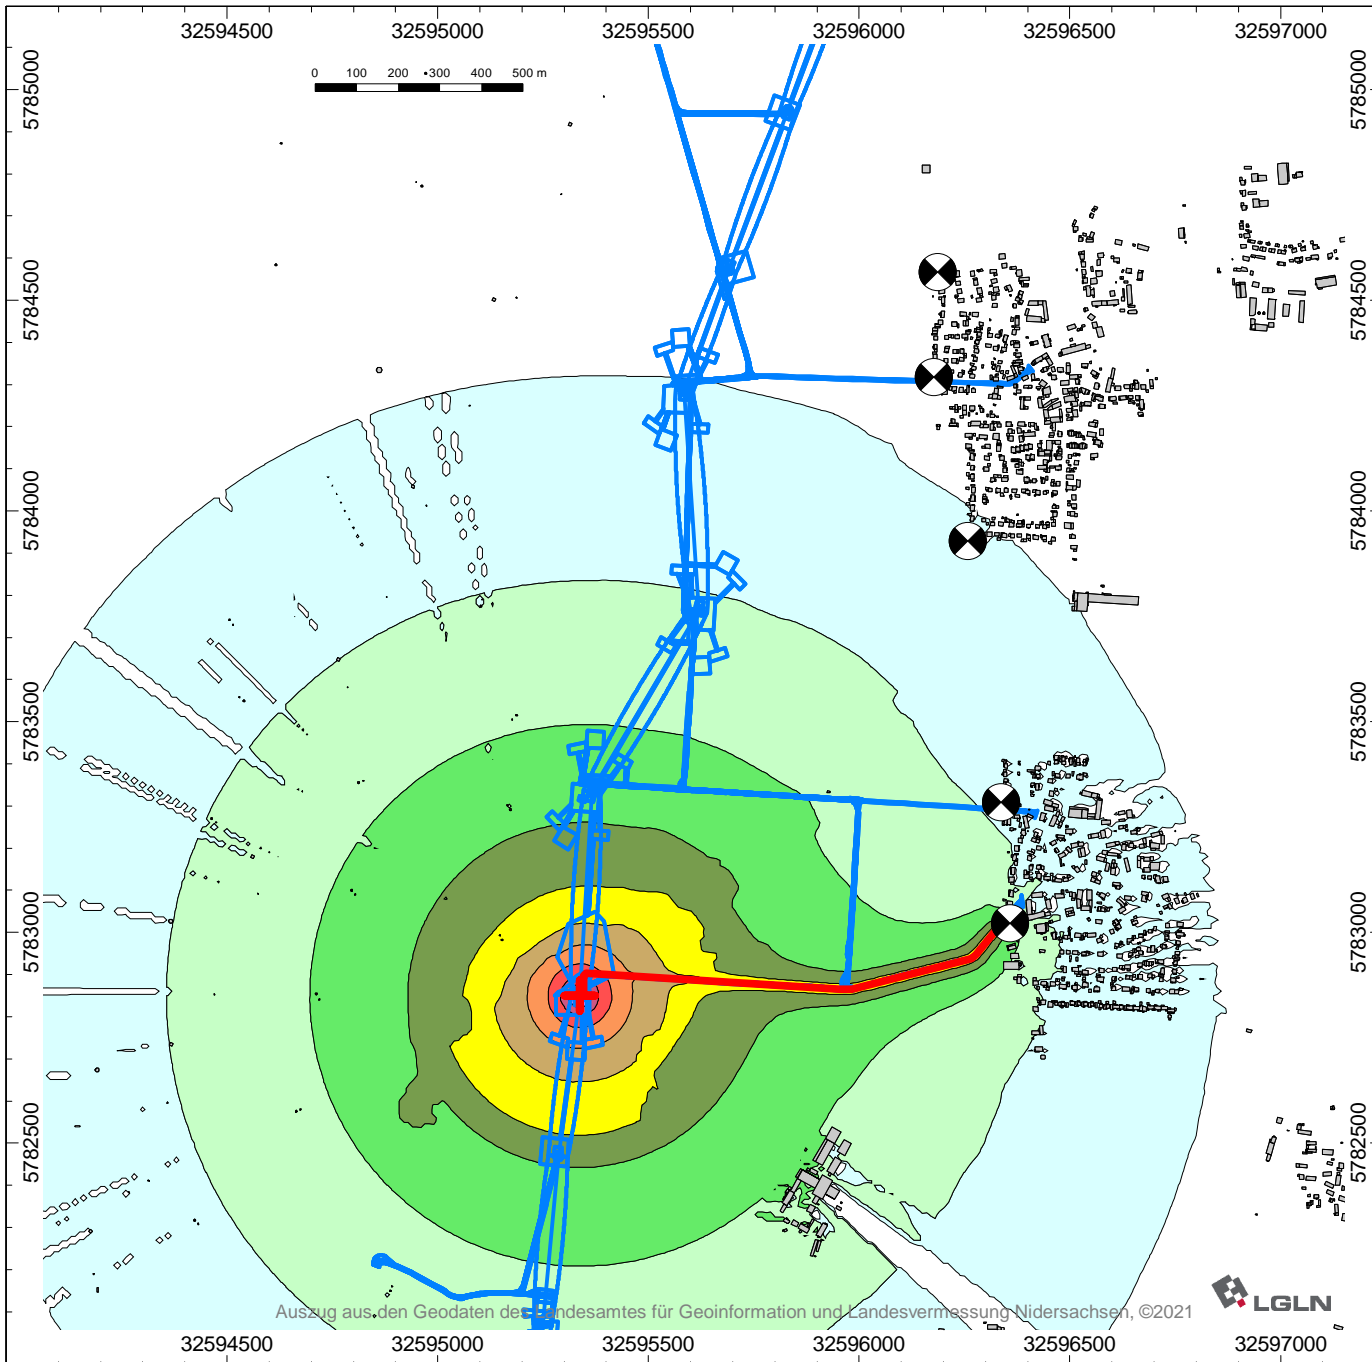 32594500 32595000 32595500 32596000 32596500 32597000
0 100 200 300 400 500 m
5785000 5785000
5784500 5784500
5784000 5784000
5783500 5783500
5783000 5783000
5782500 5782500
Auszug aus den Geodaten des Landesamtes für Geoinformation und Landesvermessung Nidersachsen, ©2021
LGLN
32594500 32595000 32595500 32596000 32596500 32597000